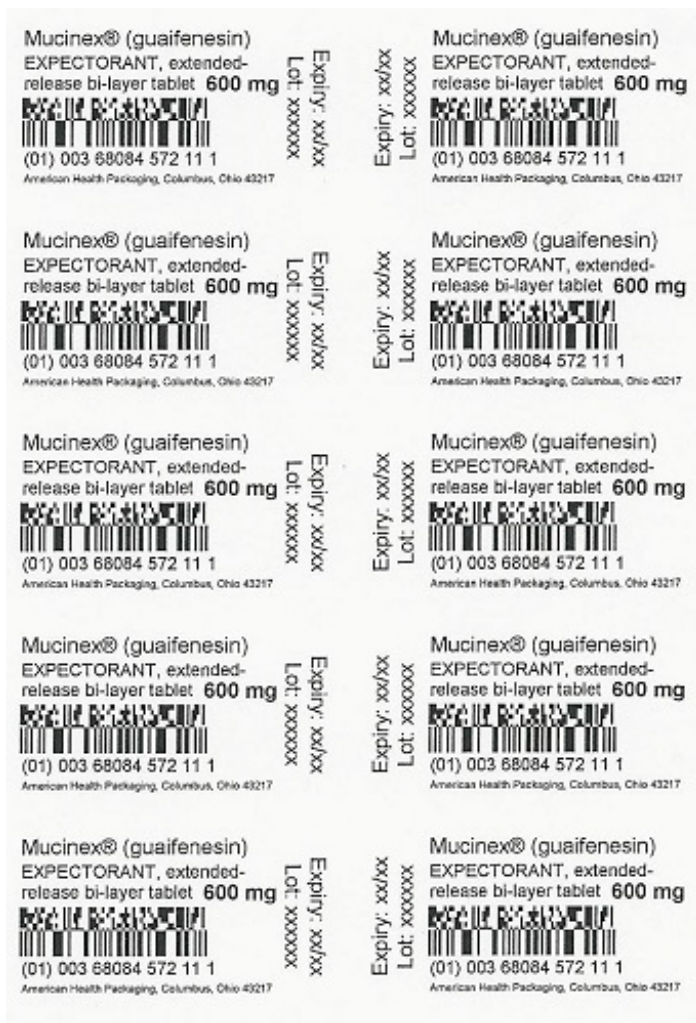 Mucinex® (guaifenesin)
EXPECTORANT, extended-
release bi-layer tablet 600 mg
(01) 003 68084 572 11 1
American Health Packaging, Columbus, Ohio 43217
Expiry: xx/xx
Lot: xxxxxx
Expiry: xx/xx
Lot: xxxxxx
Mucinex® (guaifenesin)
EXPECTORANT, extended-
release bi-layer tablet 600 mg
(01) 003 68084 572 11 1
American Health Packaging, Columbus, Ohio 43217
Mucinex® (guaifenesin)
EXPECTORANT, extended-
release bi-layer tablet 600 mg
(01) 003 68084 572 11 1
American Health Packaging, Columbus, Ohio 43217
Expiry: xx/xx
Lot: xxxxxx
Expiry: xx/xx
Lot: xxxxxx
Mucinex® (guaifenesin)
EXPECTORANT, extended-
release bi-layer tablet 600 mg
(01) 003 68084 572 11 1
American Health Packaging, Columbus, Ohio 43217
Mucinex® (guaifenesin)
EXPECTORANT, extended-
release bi-layer tablet 600 mg
(01) 003 68084 572 11 1
American Health Packaging, Columbus, Ohio 43217
Expiry: xx/xx
Lot: xxxxxx
Expiry: xx/xx
Lot: xxxxxx
Mucinex® (guaifenesin)
EXPECTORANT, extended-
release bi-layer tablet 600 mg
(01) 003 68084 572 11 1
American Health Packaging, Columbus, Ohio 43217
Mucinex® (guaifenesin)
EXPECTORANT, extended-
release bi-layer tablet 600 mg
(01) 003 68084 572 11 1
American Health Packaging, Columbus, Ohio 43217
Expiry: xx/xx
Lot: xxxxxx
Expiry: xx/xx
Lot: xxxxxx
Mucinex® (guaifenesin)
EXPECTORANT, extended-
release bi-layer tablet 600 mg
(01) 003 68084 572 11 1
American Health Packaging, Columbus, Ohio 43217
Mucinex® (guaifenesin)
EXPECTORANT, extended-
release bi-layer tablet 600 mg
(01) 003 68084 572 11 1
American Health Packaging, Columbus, Ohio 43217
Expiry: xx/xx
Lot: xxxxxx
Expiry: xx/xx
Lot: xxxxxx
Mucinex® (guaifenesin)
EXPECTORANT, extended-
release bi-layer tablet 600 mg
(01) 003 68084 572 11 1
American Health Packaging, Columbus, Ohio 43217